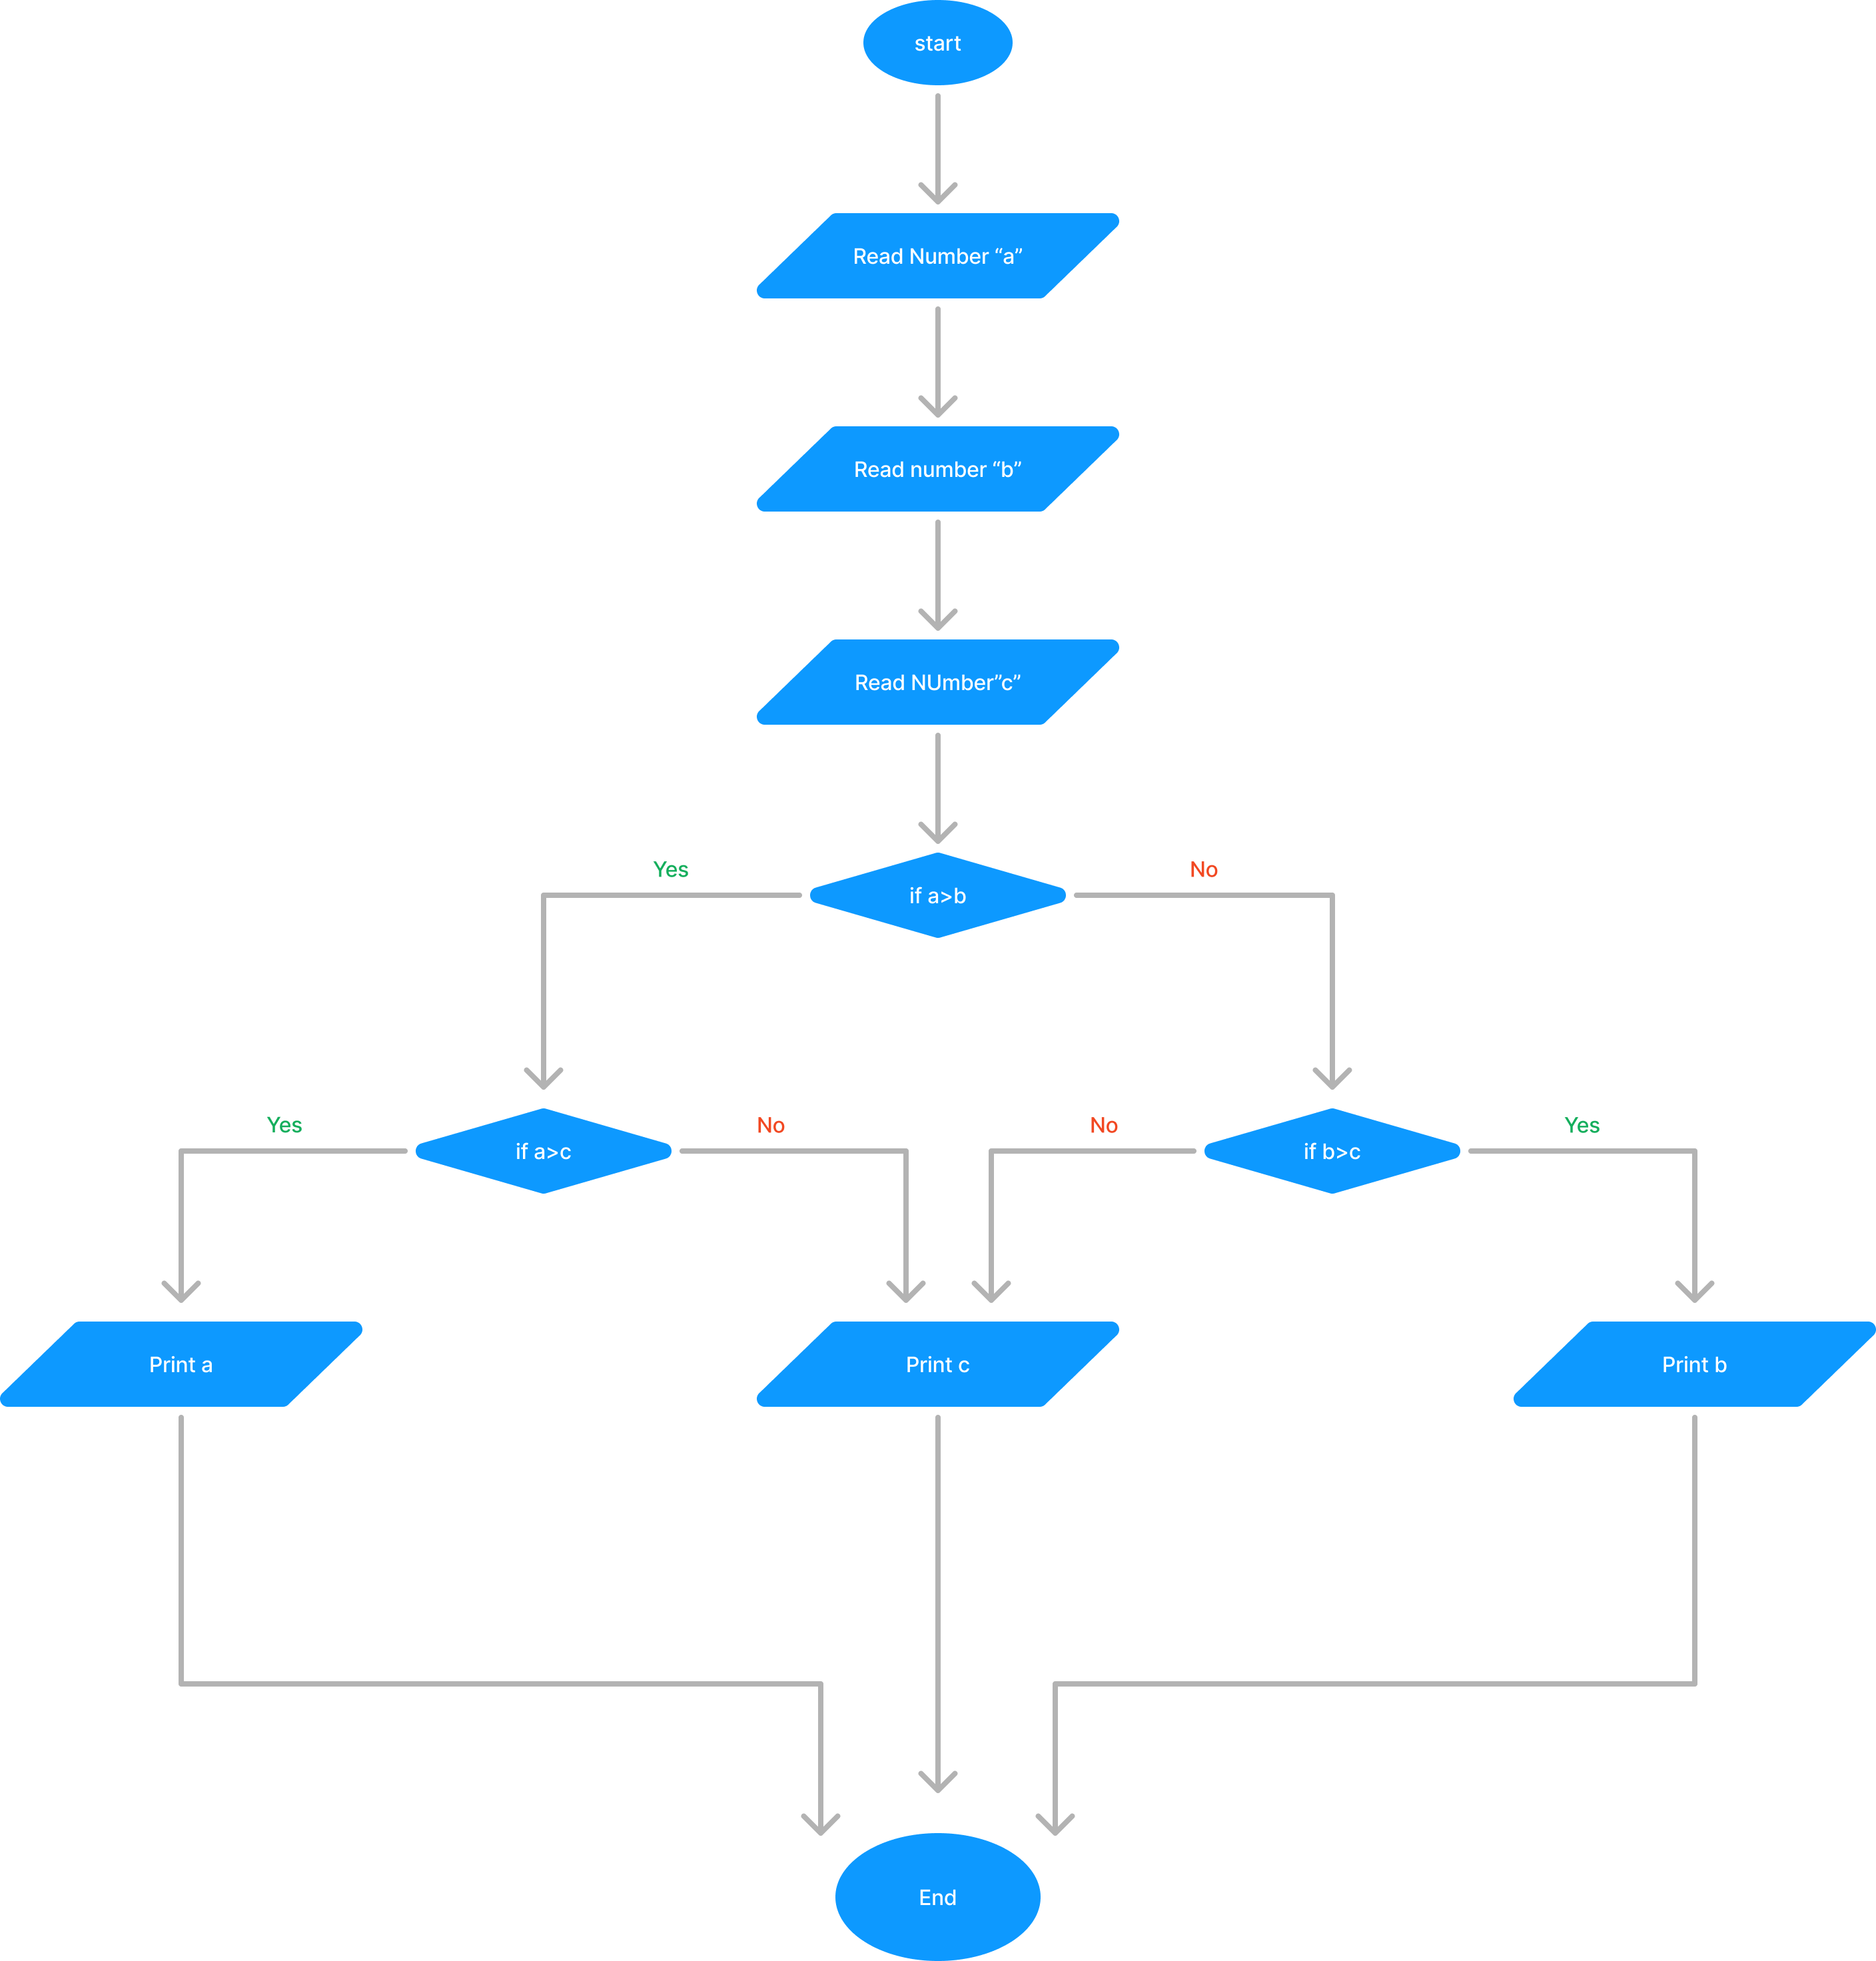 start
Read Number “a”
Read number “b”
Read NUmber”c”
Yes
No
if a>b
Yes
No
No
Yes
if a>c
if b>c
Print a
Print c
Print b
End